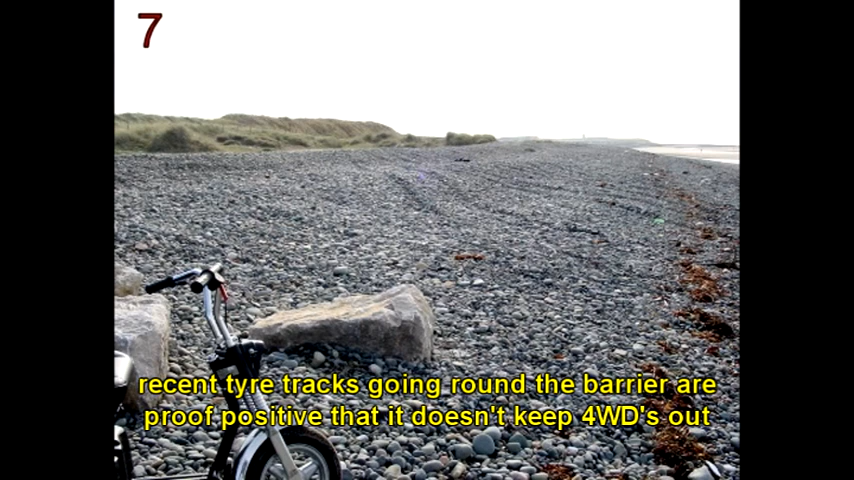 7
recent tyre tracks going round the barrier are
proof positive that it doesn't keep 4WD's out